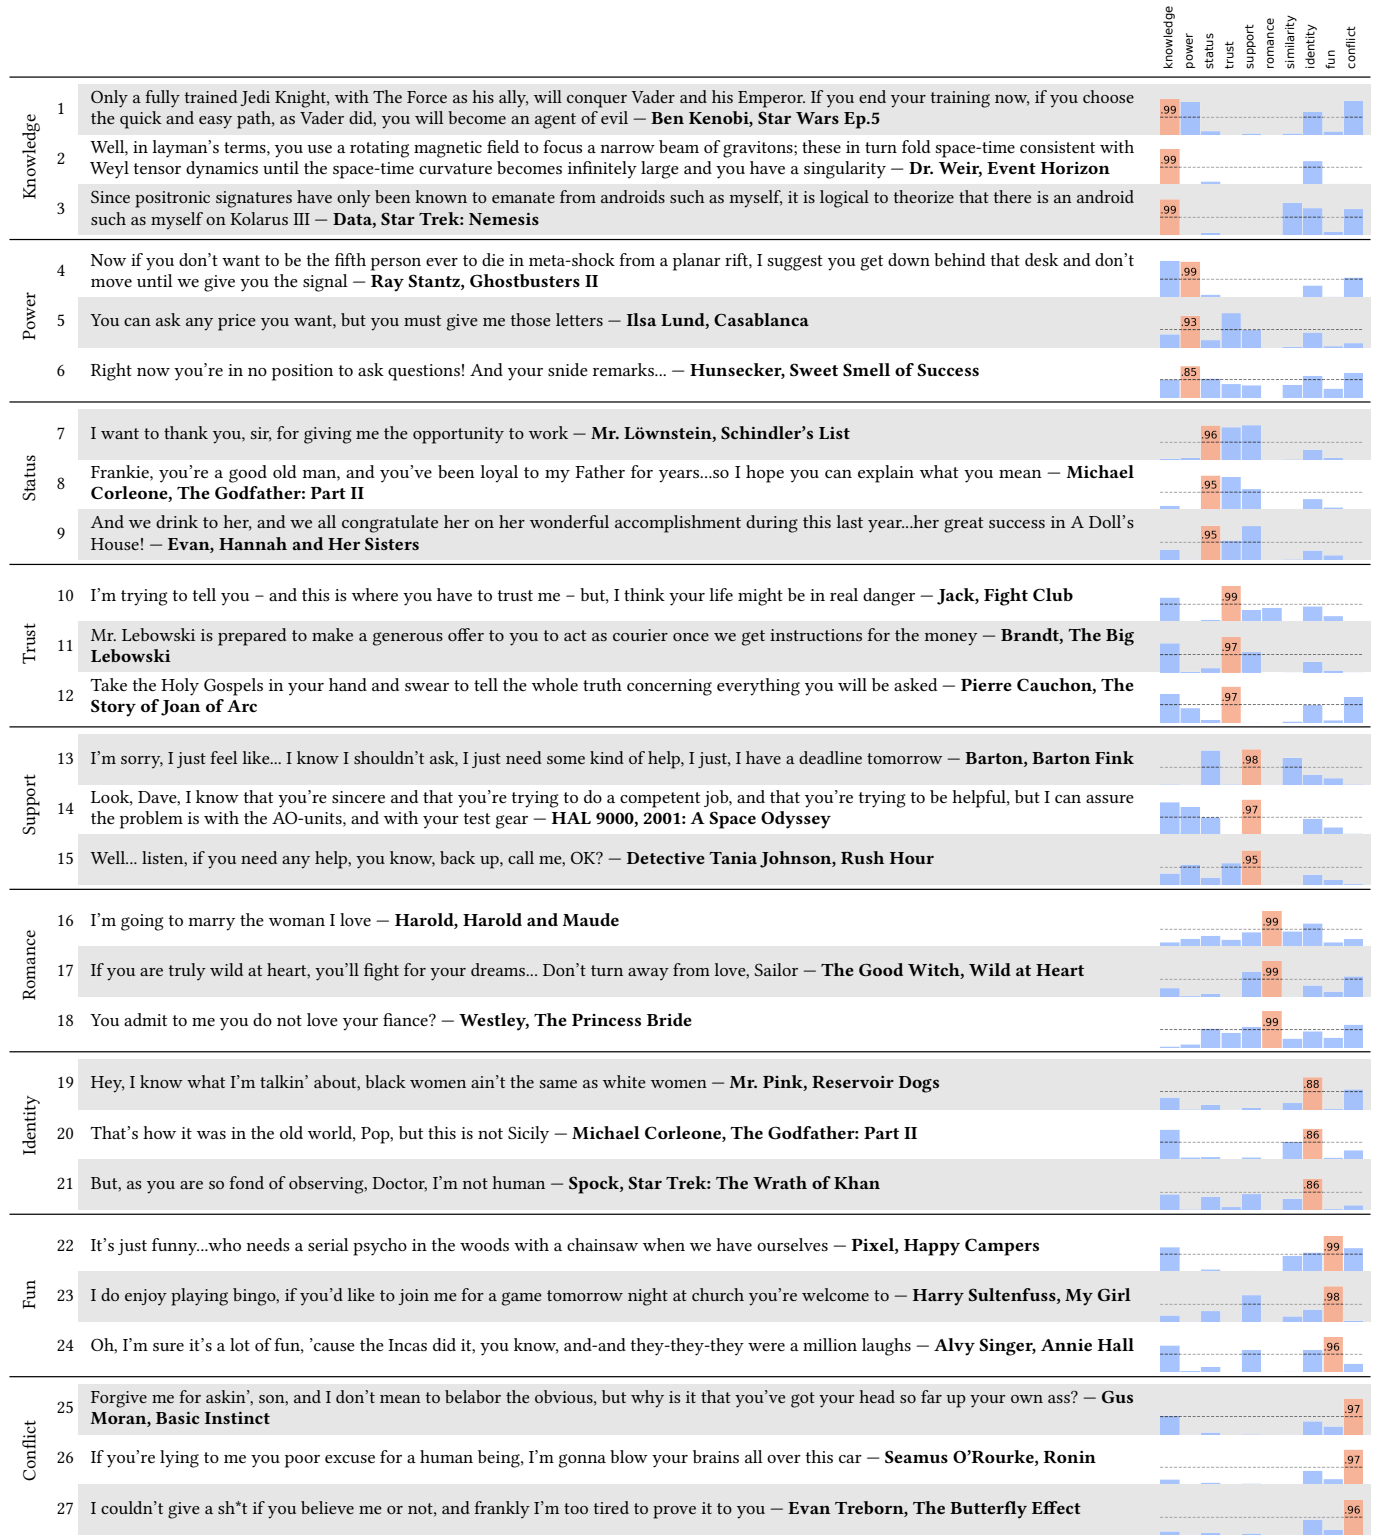 knowledge power status trust support romance similarity identity fun conflict
Knowledge
1 Only a fully trained Jedi Knight, with The Force as his ally, will conquer Vader and his Emperor. If you end your training now, if you choose
the quick and easy path, as Vader did, you will become an agent of evil — Ben Kenobi, Star Wars Ep.5 .99
2 Well, in layman's terms, you use a rotating magnetic field to focus a narrow beam of gravitons; these in turn fold space-time consistent with
Weyl tensor dynamics until the space-time curvature becomes infinitely large and you have a singularity — Dr. Weir, Event Horizon .99
3 Since positronic signatures have only been known to emanate from androids such as myself, it is logical to theorize that there is an android
such as myself on Kolarus III — Data, Star Trek: Nemesis .99
Power
4 Now if you don't want to be the fifth person ever to die in meta-shock from a planar rift, I suggest you get down behind that desk and don't
move until we give you the signal — Ray Stantz, Ghostbusters II .99
5 You can ask any price you want, but you must give me those letters — Ilsa Lund, Casablanca .93
6 Right now you're in no position to ask questions! And your snide remarks... — Hunsecker, Sweet Smell of Success .85
Status
7 I want to thank you, sir, for giving me the opportunity to work — Mr. Löwnstein, Schindler's List .96
8 Frankie, you're a good old man, and you've been loyal to my Father for years...so I hope you can explain what you mean — Michael
Corleone, The Godfather: Part II .95
9 And we drink to her, and we all congratulate her on her wonderful accomplishment during this last year...her great success in A Doll's
House! — Evan, Hannah and Her Sisters .95
Trust
10 I'm trying to tell you – and this is where you have to trust me – but, I think your life might be in real danger — Jack, Fight Club .99
11 Mr. Lebowski is prepared to make a generous offer to you to act as courier once we get instructions for the money — Brandt, The Big
Lebowski .97
12 Take the Holy Gospels in your hand and swear to tell the whole truth concerning everything you will be asked — Pierre Cauchon, The
Story of Joan of Arc .97
Support
13 I'm sorry, I just feel like... I know I shouldn't ask, I just need some kind of help, I just, I have a deadline tomorrow — Barton, Barton Fink .98
14 Look, Dave, I know that you're sincere and that you're trying to do a competent job, and that you're trying to be helpful, but I can assure
the problem is with the AO-units, and with your test gear — HAL 9000, 2001: A Space Odyssey .97
15 Well... listen, if you need any help, you know, back up, call me, OK? — Detective Tania Johnson, Rush Hour .95
Romance
16 I'm going to marry the woman I love — Harold, Harold and Maude .99
17 If you are truly wild at heart, you'll fight for your dreams... Don't turn away from love, Sailor — The Good Witch, Wild at Heart .99
18 You admit to me you do not love your fiance? — Westley, The Princess Bride .99
Identity
19 Hey, I know what I'm talkin' about, black women ain't the same as white women — Mr. Pink, Reservoir Dogs .88
20 That's how it was in the old world, Pop, but this is not Sicily — Michael Corleone, The Godfather: Part II .86
21 But, as you are so fond of observing, Doctor, I'm not human — Spock, Star Trek: The Wrath of Khan .86
Fun
22 It's just funny...who needs a serial psycho in the woods with a chainsaw when we have ourselves — Pixel, Happy Campers .99
23 I do enjoy playing bingo, if you'd like to join me for a game tomorrow night at church you're welcome to — Harry Sultenfuss, My Girl .98
24 Oh, I'm sure it's a lot of fun, 'cause the Incas did it, you know, and-and they-they-they were a million laughs — Alvy Singer, Annie Hall .96
Conflict
25 Forgive me for askin', son, and I don't mean to belabor the obvious, but why is it that you've got your head so far up your own ass? — Gus
Moran, Basic Instinct .97
26 If you're lying to me you poor excuse for a human being, I'm gonna blow your brains all over this car — Seamus O'Rourke, Ronin .97
27 I couldn't give a sh*t if you believe me or not, and frankly I'm too tired to prove it to you — Evan Treborn, The Butterfly Effect .96